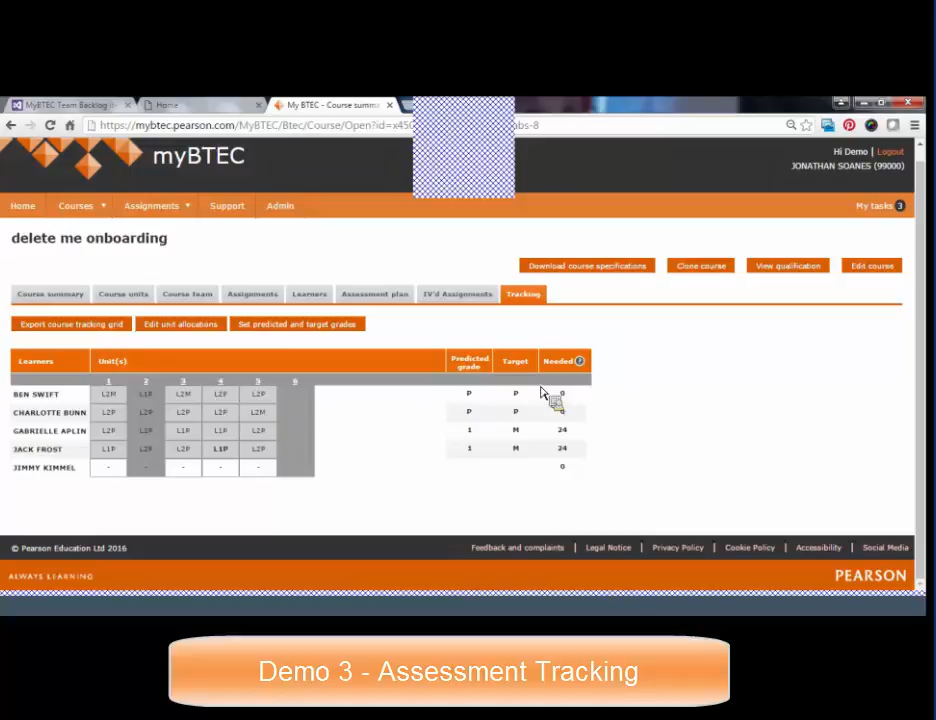 MyBTEC Team Backlog
Home
My BTEC - Course summ
https://mybtec.pearson.com/MyBTEC/Btec/Course/Open?id=x45
abs-8
myBTEC
Hi Demo | Logout
JONATHAN SOANES (99000)
Home Courses Assignments Support Admin My tasks 3
delete me onboarding
Download course specifications Clone course View qualification Edit course
Course summary Course units Course team Assignments Learners Assessment plan IV'd Assignments Tracking
Export course tracking grid Edit unit allocations Set predicted and target grades
Learners Unit(s) Predicted grade Target Needed ?
1 2 3 4 5 6
BEN SWIFT L2M L1P L2M L2P L2P P P 0
CHARLOTTE BUNN L2P L2P L2P L2P L2M P P 0
GABRIELLE APLIN L2P L2P L1P L1P L2P 1 M 24
JACK FROST L1P L2P L2P L1P L2P 1 M 24
JIMMY KIMMEL - - - - - 0
© Pearson Education Ltd 2016 Feedback and complaints | Legal Notice | Privacy Policy | Cookie Policy | Accessibility | Social Media
ALWAYS LEARNING PEARSON
Demo 3 - Assessment Tracking